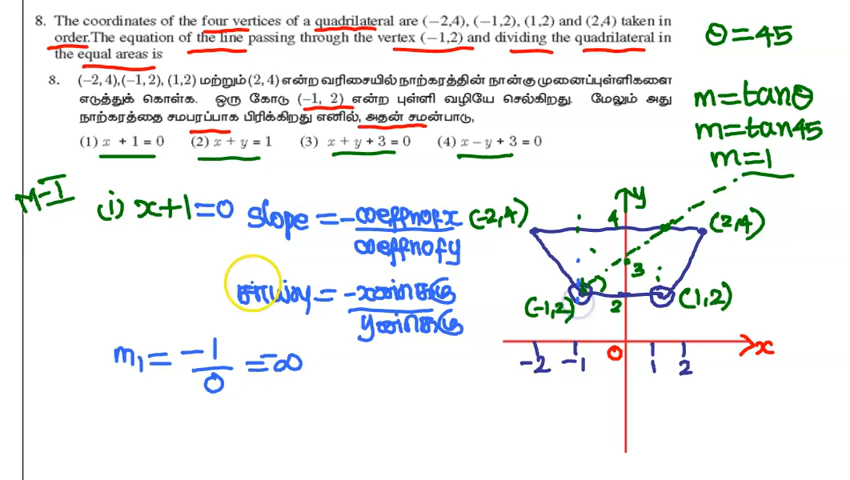 8. The coordinates of the four vertices of a quadrilateral are (−2,4), (−1,2), (1,2) and (2,4) taken in
order.The equation of the line passing through the vertex (−1,2) and dividing the quadrilateral in
the equal areas is
8. (−2, 4),(−1, 2), (1,2) மற்றும் (2, 4) என்ற வரிசையில் நாற்கரத்தின் நான்கு முனைப்புள்ளிகளை
எடுத்துக் கொள்க. ஒரு கோடு (−1, 2) என்ற புள்ளி வழியே செல்கிறது. மேலும் அது
நாற்கரத்தை சமபரப்பாக பிரிக்கிறது எனில், அதன் சமன்பாடு,
(1) x + 1 = 0 (2) x + y = 1 (3) x + y + 3 = 0 (4) x − y + 3 = 0
θ = 45
m = tanθ
m = tan45
m = 1
M-I
(i) x+1=0 slope = -coeffnofx / coeffnofy
= -xன்கெழு / yன்கெழு
m₁ = -1/0 = -∞
y
(-2,4) 4 (2,4)
3
(-1,2) 2 (1,2)
-2 -1 0 1 2 x